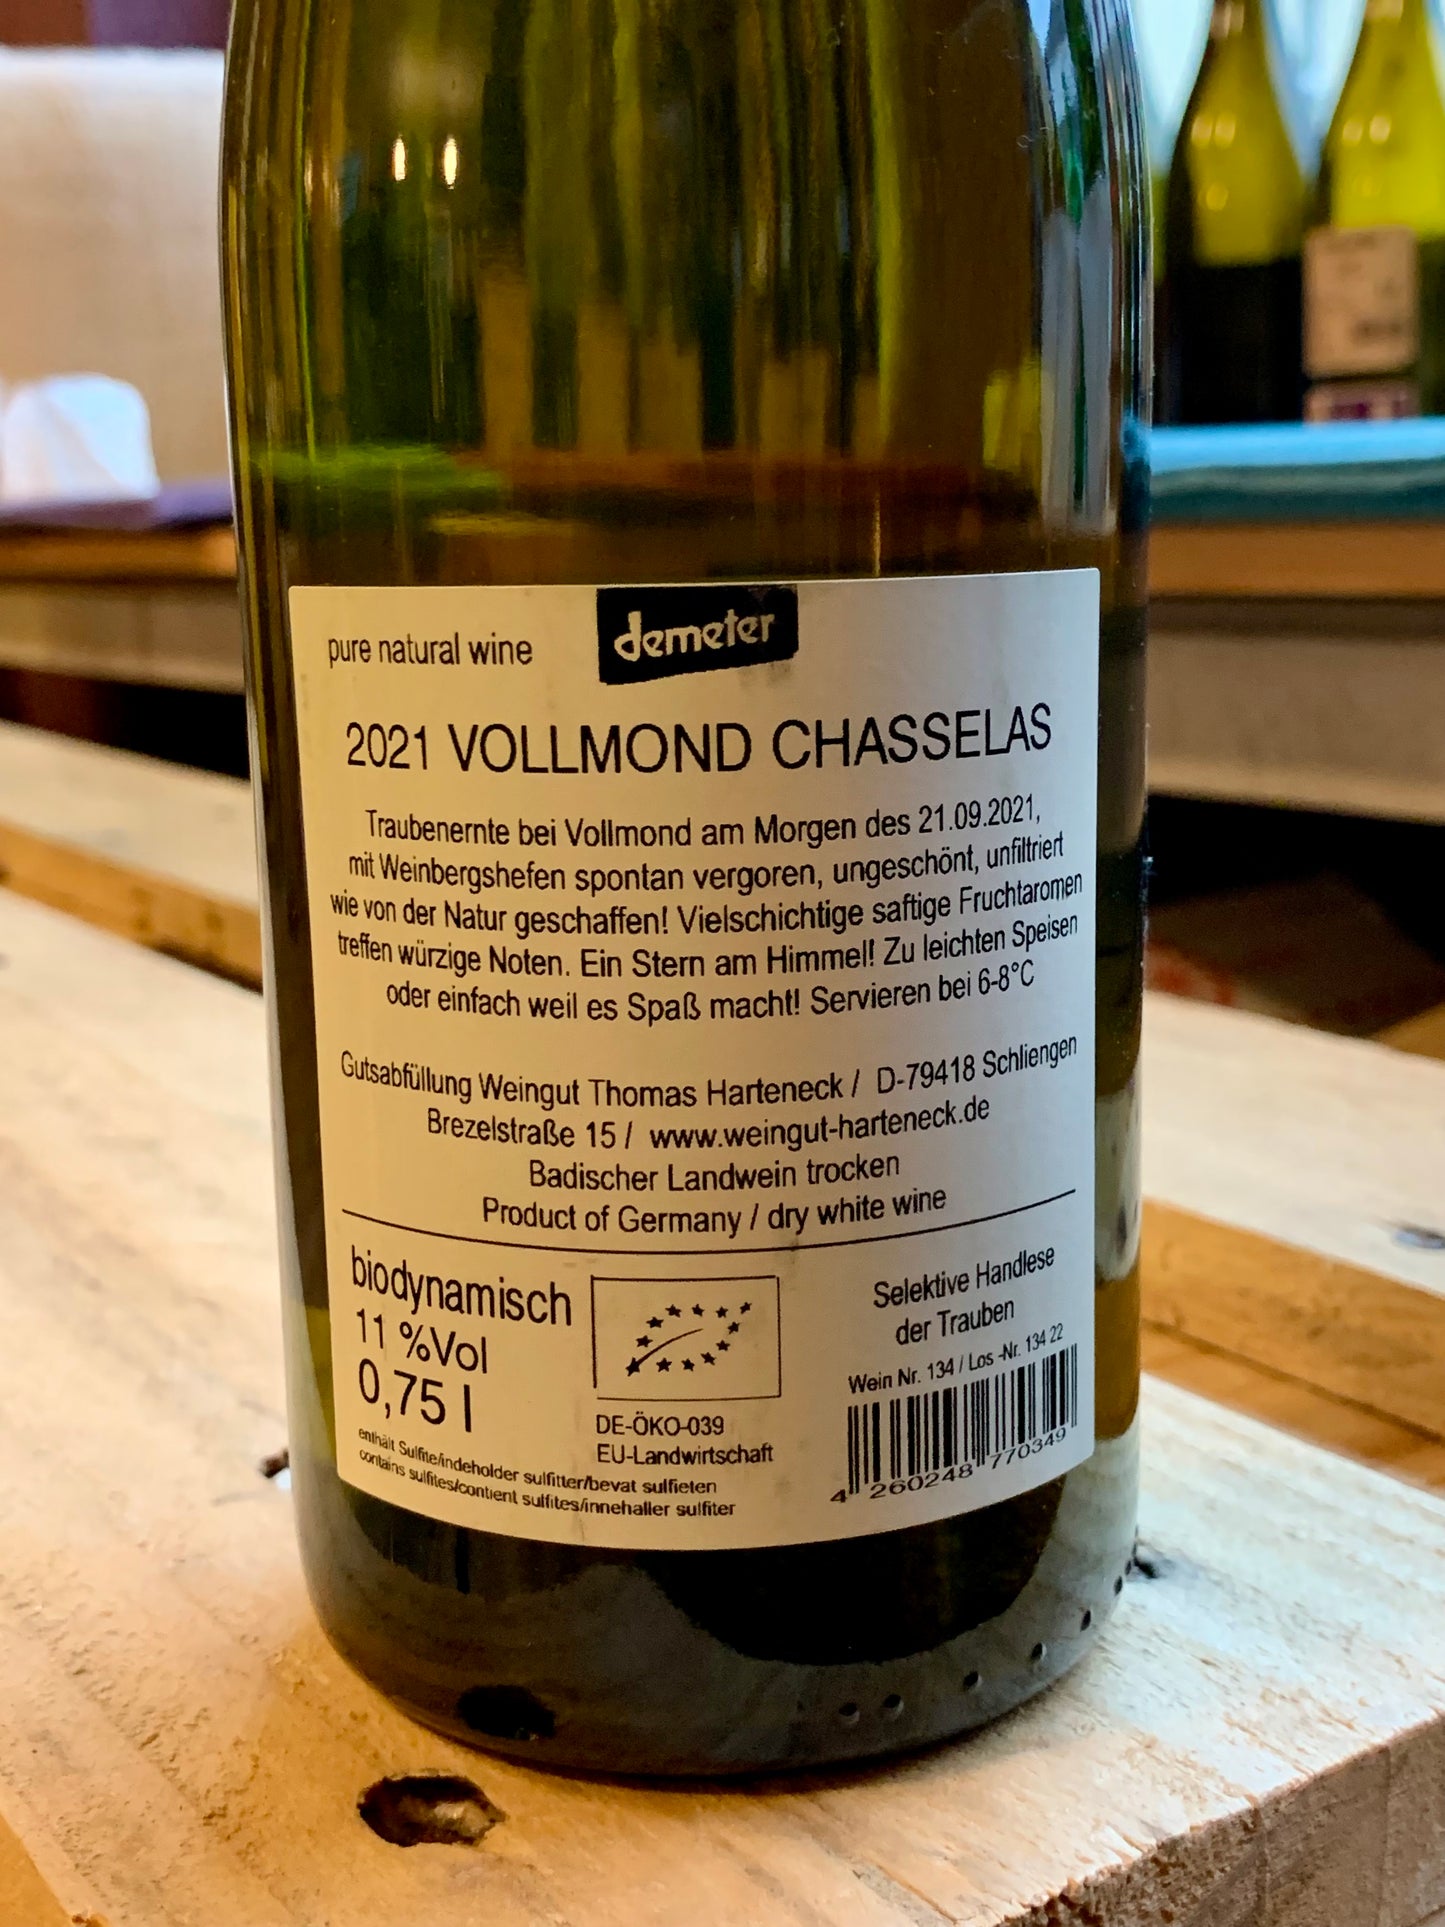 pure natural wine
demeter
2021 VOLLMOND CHASSELAS
Traubenernte bei Vollmond am Morgen des 21.09.2021,
mit Weinbergshefen spontan vergoren, ungeschönt, unfiltriert
wie von der Natur geschaffen! Vielschichtige saftige Fruchtaromen
treffen würzige Noten. Ein Stern am Himmel! Zu leichten Speisen
oder einfach weil es Spaß macht! Servieren bei 6-8°C
Gutsabfüllung Weingut Thomas Harteneck / D-79418 Schliengen
Brezelstraße 15 / www.weingut-harteneck.de
Badischer Landwein trocken
Product of Germany / dry white wine
biodynamisch
11 %Vol
0,75 l
enthält Sulfite/indeholder sulfitter/bevat sulfieten
contains sulfites/contient sulfites/innehaller sulfiter
DE-ÖKO-039
EU-Landwirtschaft
Selektive Handlese
der Trauben
Wein Nr. 134 / Los -Nr. 134 22
4 260248 770349